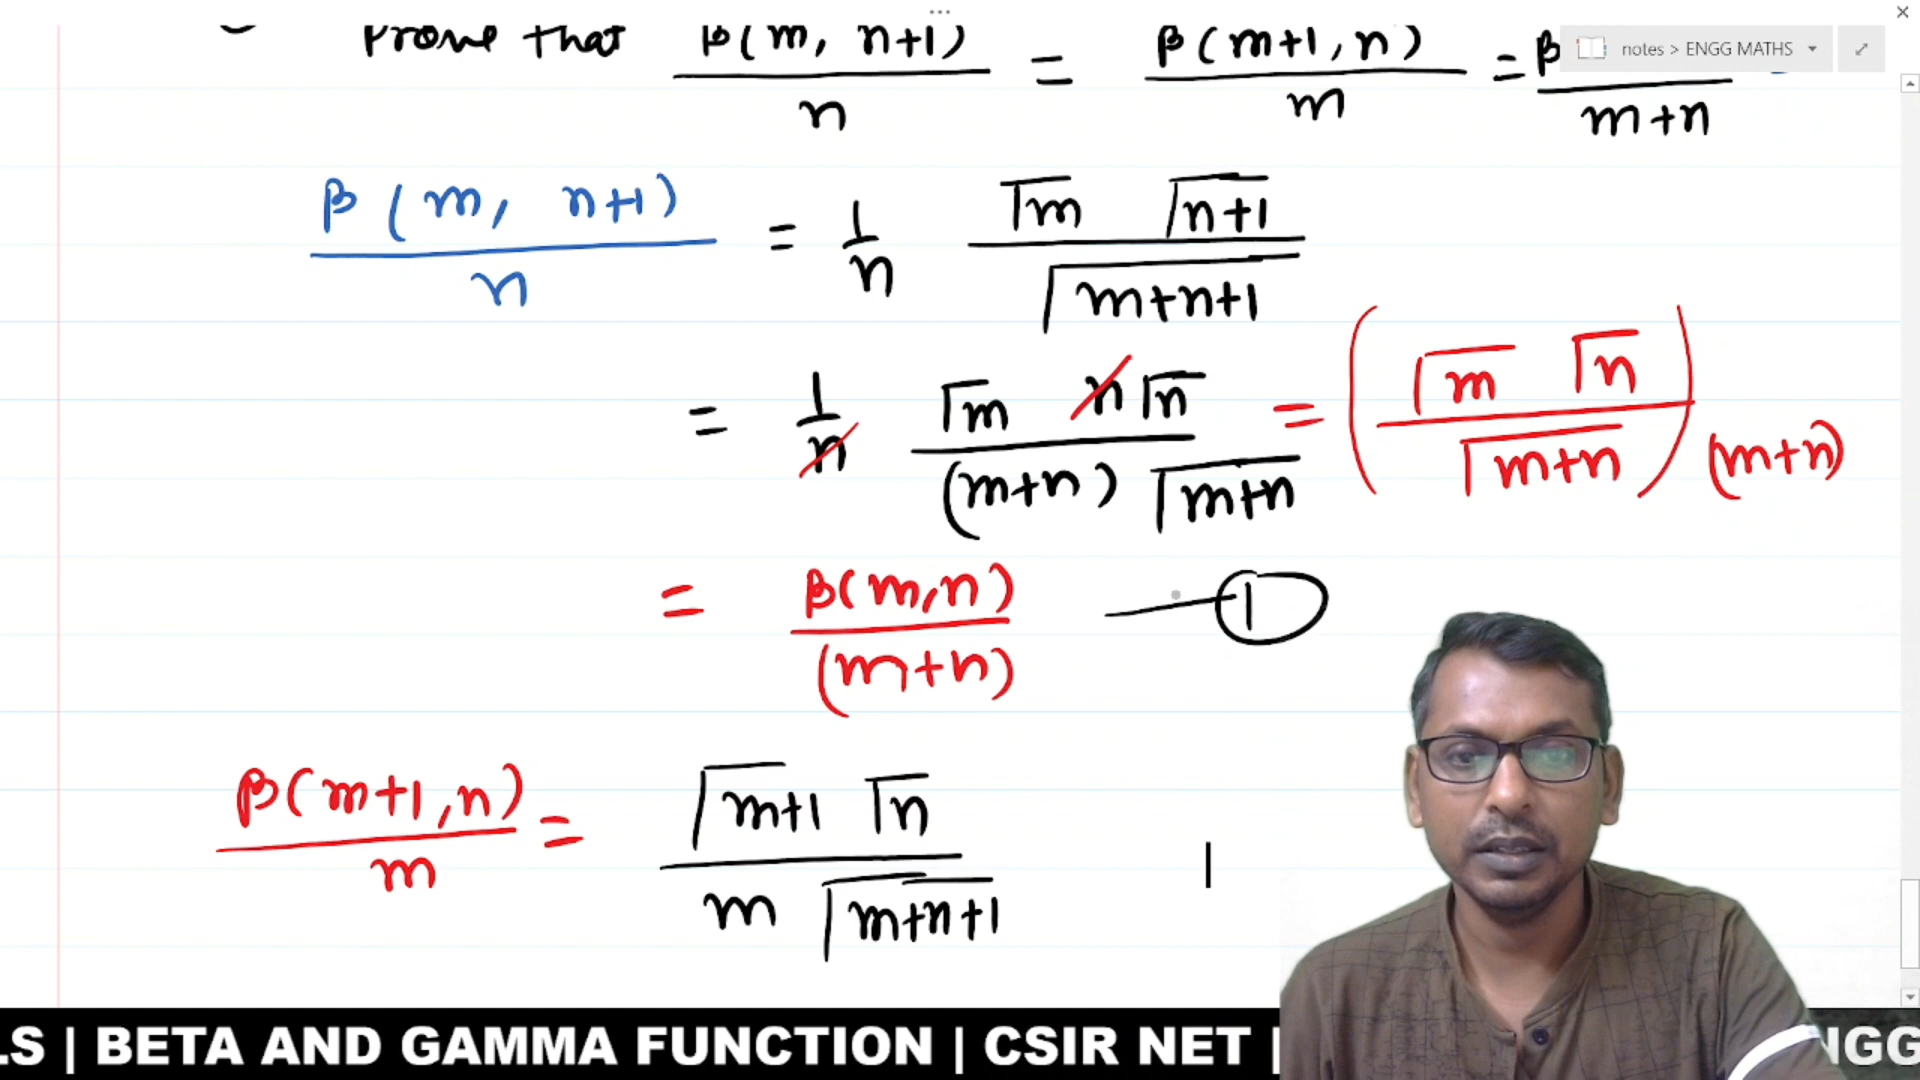 Prove that β(m, n+1)/n = β(m+1, n)/m = β /m+n
notes > ENGG MATHS
β(m, n+1)/n = 1/n Γm Γn+1 / Γm+n+1
= 1/n Γm nΓn / (m+n) Γm+n = (Γm Γn / Γm+n) (m+n)
= β(m,n)/(m+n) — 1
β(m+1,n)/m = Γm+1 Γn / m Γm+n+1
LS | BETA AND GAMMA FUNCTION | CSIR NET | NGG